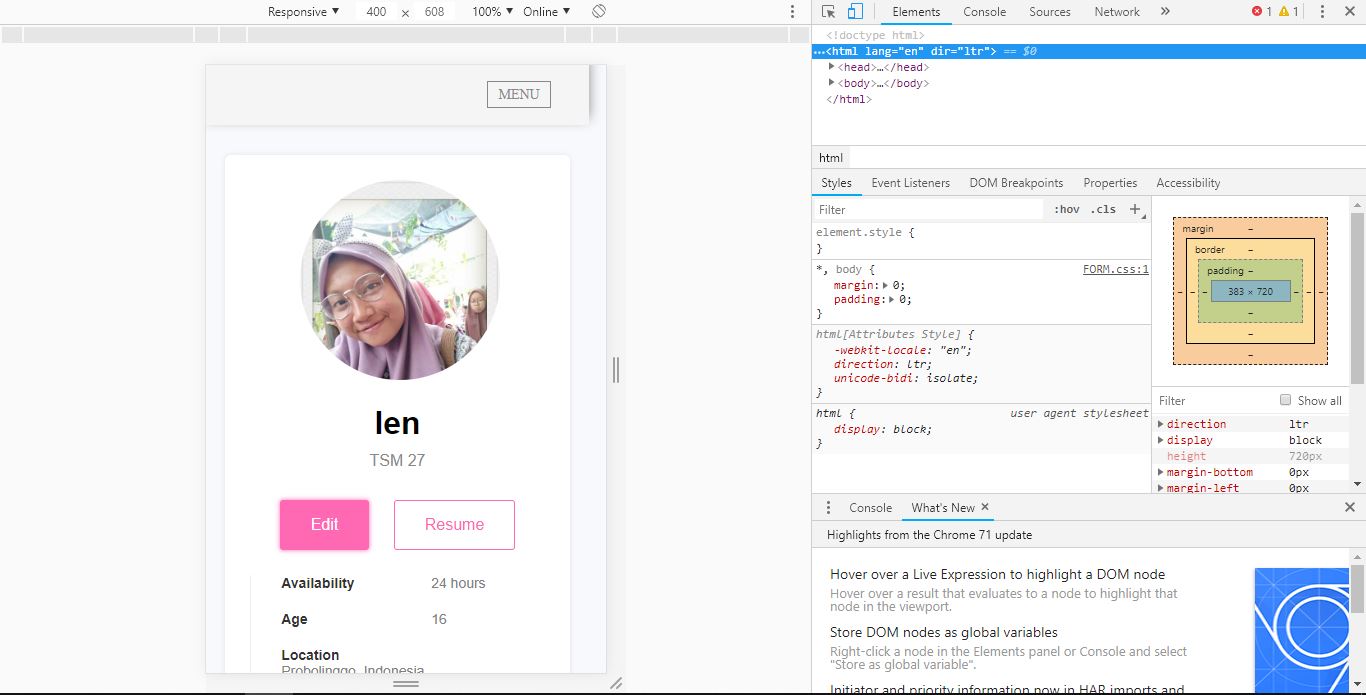 Responsive ▼ 400 × 608 100% ▼ Online ▼
MENU
len
TSM 27
Edit Resume
Availability 24 hours
Age 16
Location
Probolinggo, Indonesia
Elements Console Sources Network » 1 1
<!doctype html>
…<html lang="en" dir="ltr"> == $0
<head>…</head>
<body>…</body>
</html>
html
Styles Event Listeners DOM Breakpoints Properties Accessibility
Filter :hov .cls +
element.style {
}
*, body { FORM.css:1
margin: 0;
padding: 0;
}
html[Attributes Style] {
-webkit-locale: "en";
direction: ltr;
unicode-bidi: isolate;
}
html { user agent stylesheet
display: block;
}
margin –
border –
padding –
– – – 383 × 720 – – –
–
–
–
Filter Show all
direction ltr
display block
height 720px
margin-bottom 0px
margin-left 0px
Console What's New ×
Highlights from the Chrome 71 update
Hover over a Live Expression to highlight a DOM node
Hover over a result that evaluates to a node to highlight that
node in the viewport.
Store DOM nodes as global variables
Right-click a node in the Elements panel or Console and select
"Store as global variable".
Initiator and priority information now in HAR imports and